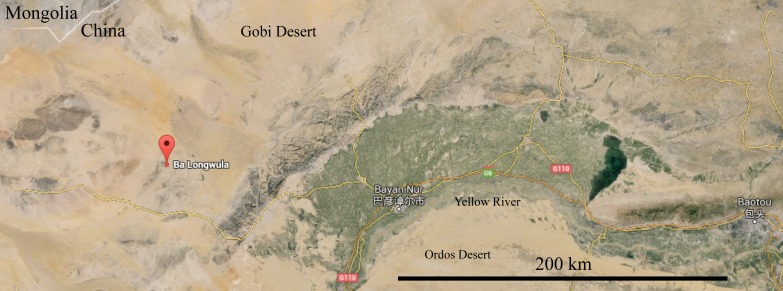 Mongolia
China
Gobi Desert
Ba Longwula
G6
G110
Bayan Nur
巴彦淖尔市
Yellow River
Baotou
包头
Ordos Desert
200 km
G110